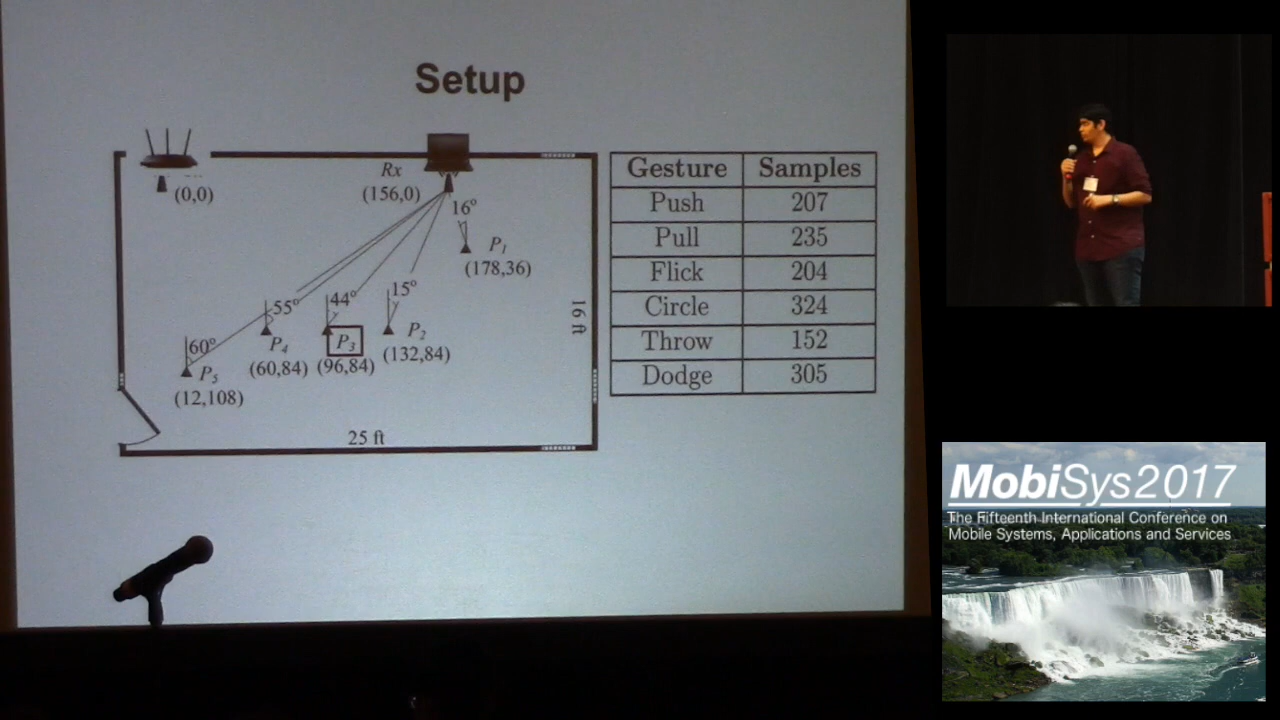 Setup
Rx
(0,0)
(156,0)
16°
P1
(178,36)
55°
44°
15°
P2
(132,84)
P3
(96,84)
P4
(60,84)
60°
P5
(12,108)
16 ft
25 ft
Gesture Samples
Push 207
Pull 235
Flick 204
Circle 324
Throw 152
Dodge 305
MobiSys2017
The Fifteenth International Conference on
Mobile Systems, Applications and Services